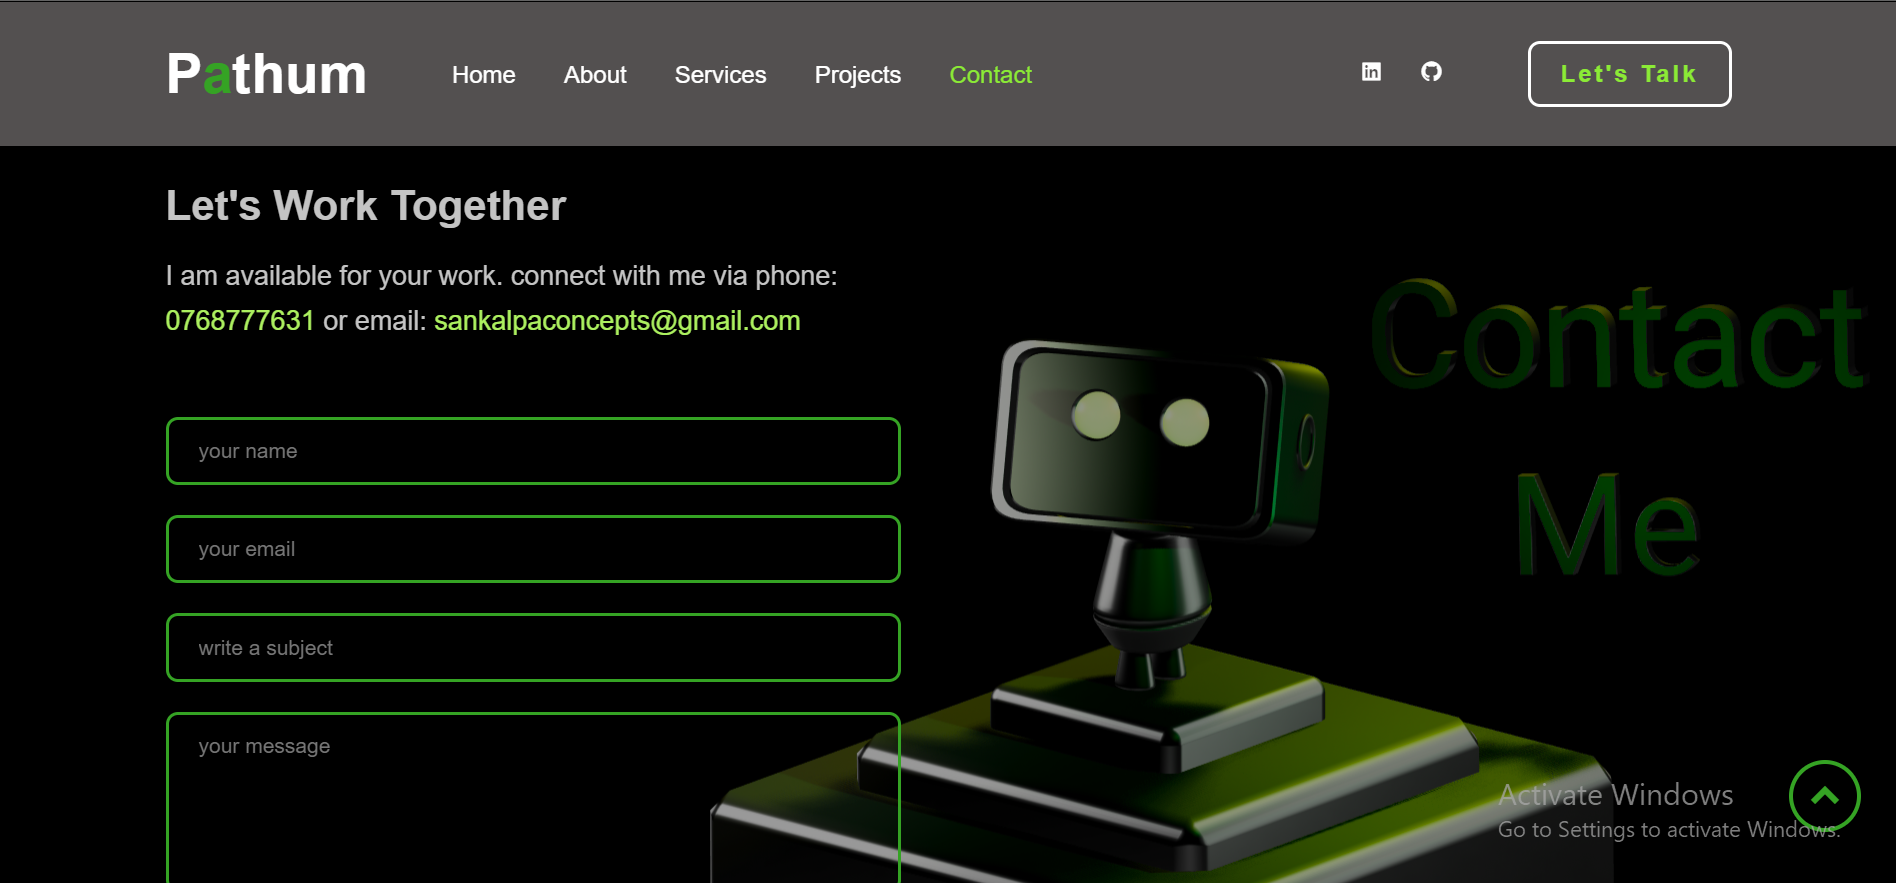 Pathum
Home About Services Projects Contact
Let's Talk
Let's Work Together
I am available for your work. connect with me via phone:
0768777631 or email: sankalpaconcepts@gmail.com
Contact
Me
your name
your email
write a subject
your message
Activate Windows
Go to Settings to activate Windows.